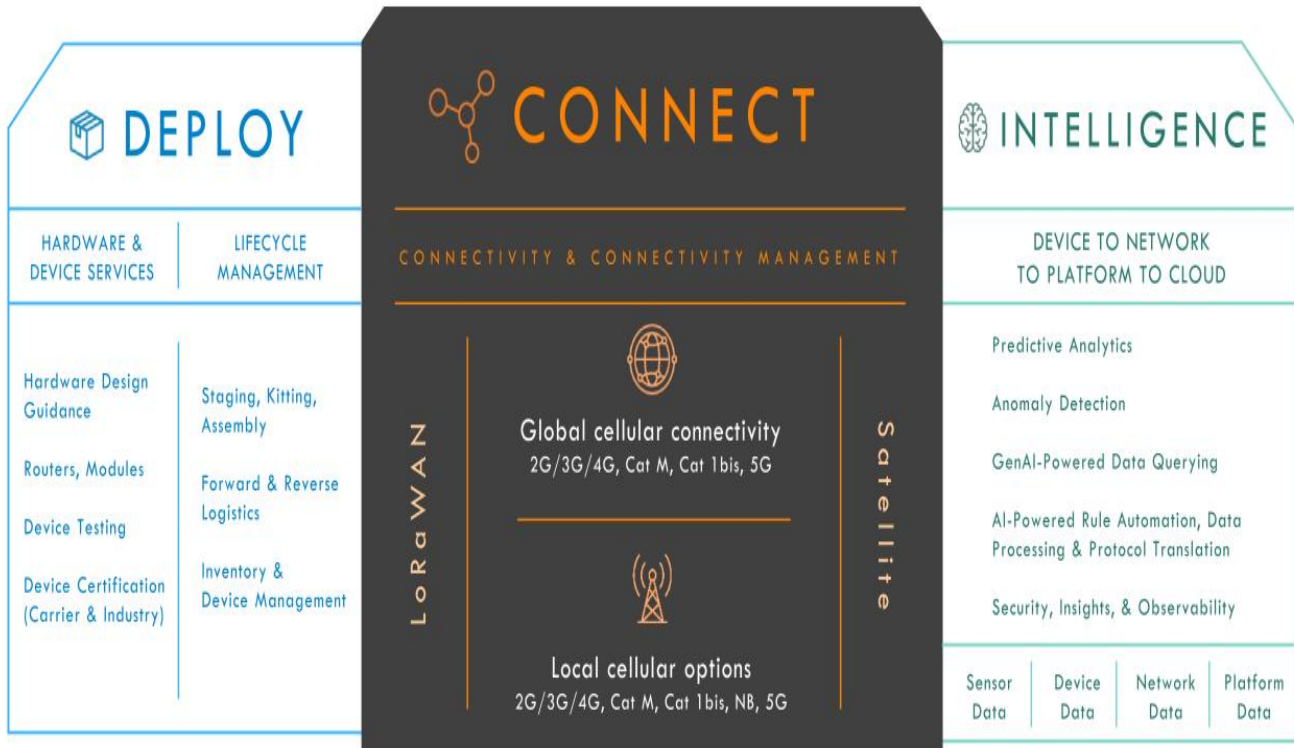 DEPLOY
HARDWARE &
DEVICE SERVICES
LIFECYCLE
MANAGEMENT
Hardware Design
Guidance
Routers, Modules
Device Testing
Device Certification
(Carrier & Industry)
Staging, Kitting,
Assembly
Forward & Reverse
Logistics
Inventory &
Device Management
CONNECT
CONNECTIVITY & CONNECTIVITY MANAGEMENT
LoRaWAN
Global cellular connectivity
2G/3G/4G, Cat M, Cat 1bis, 5G
Local cellular options
2G/3G/4G, Cat M, Cat 1bis, NB, 5G
Satellite
INTELLIGENCE
DEVICE TO NETWORK
TO PLATFORM TO CLOUD
Predictive Analytics
Anomaly Detection
GenAI-Powered Data Querying
AI-Powered Rule Automation, Data
Processing & Protocol Translation
Security, Insights, & Observability
Sensor
Data
Device
Data
Network
Data
Platform
Data